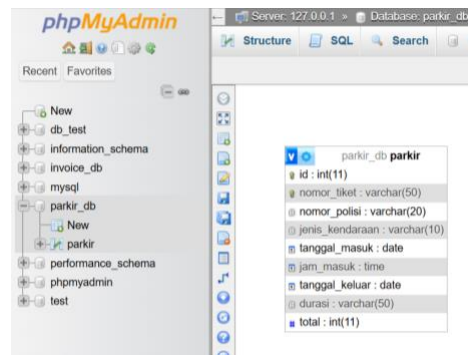 phpMyAdmin
Recent Favorites
New
db_test
information_schema
invoice_db
mysql
parkir_db
New
parkir
performance_schema
phpmyadmin
test
Server: 127.0.0.1 » Database: parkir_db
Structure SQL Search
parkir_db parkir
id : int(11)
nomor_tiket : varchar(50)
nomor_polisi : varchar(20)
jenis_kendaraan : varchar(10)
tanggal_masuk : date
jam_masuk : time
tanggal_keluar : date
durasi : varchar(50)
total : int(11)